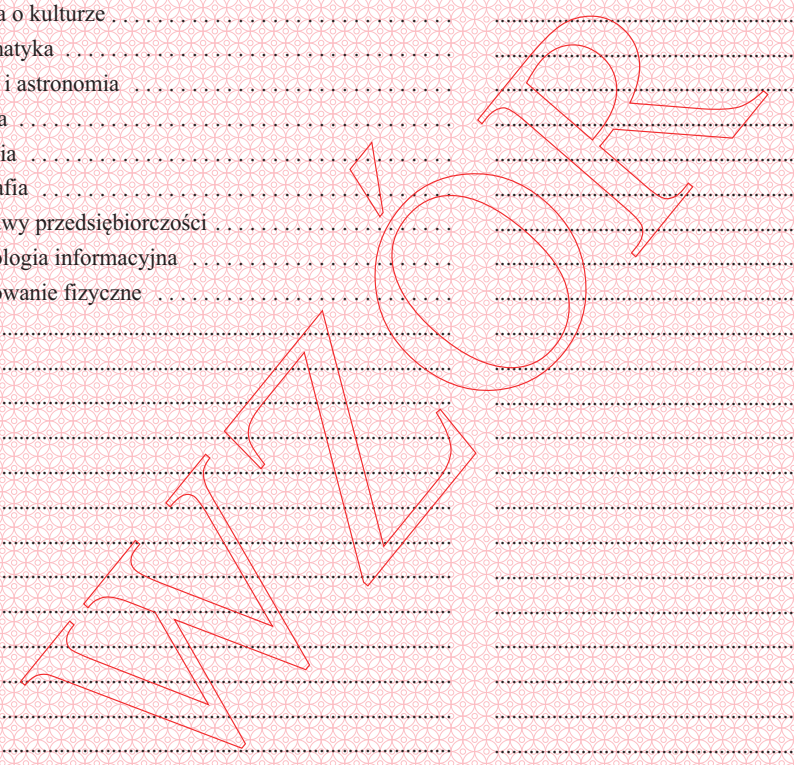 a o kulturze
natyka
i astronomia
a
ia
afia
wy przedsiębiorczości
ologia informacyjna
owanie fizyczne
WZÓR